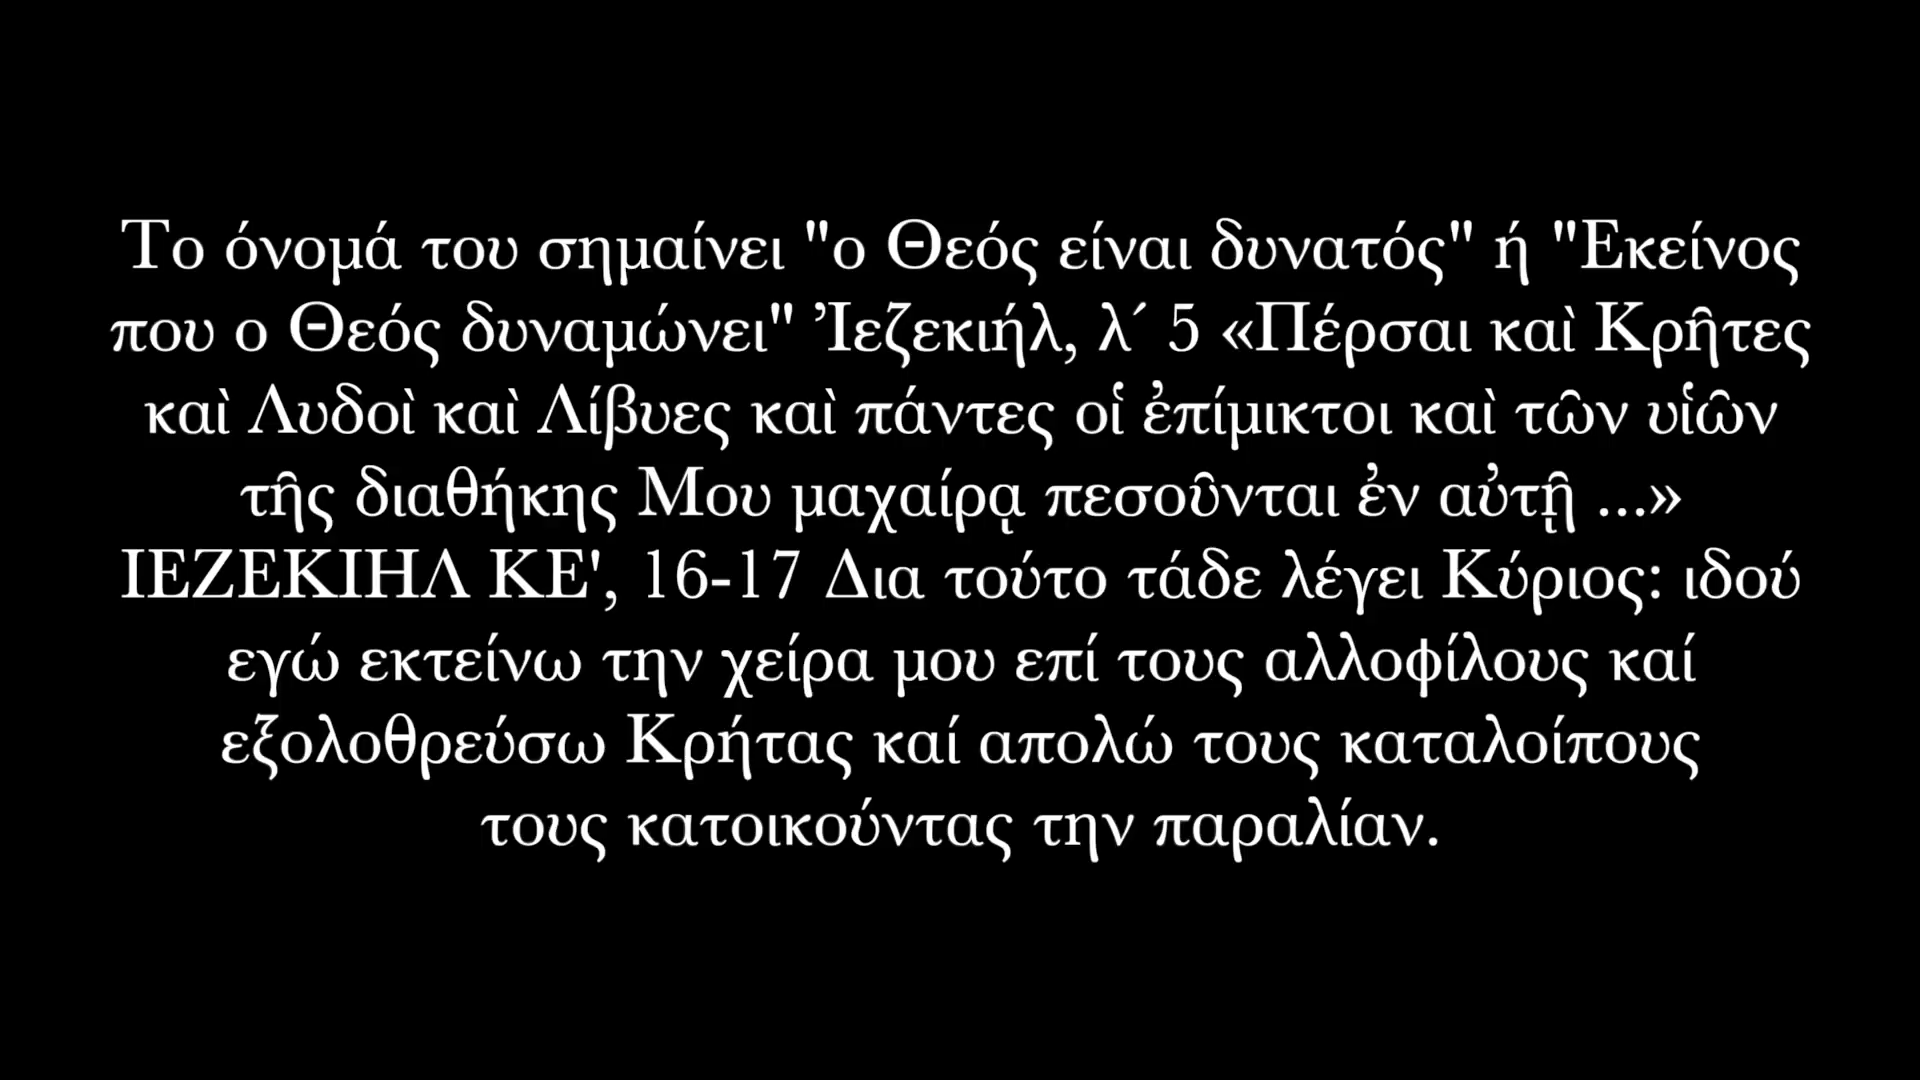 Το όνομά του σημαίνει "ο Θεός είναι δυνατός" ή "Εκείνος
που ο Θεός δυναμώνει" Ἰεζεκιήλ, λ´ 5 «Πέρσαι καὶ Κρῆτες
καὶ Λυδοὶ καὶ Λίβυες καὶ πάντες οἱ ἐπίμικτοι καὶ τῶν υἱῶν
τῆς διαθήκης Μου μαχαίρᾳ πεσοῦνται ἐν αὐτῇ ...»
ΙΕΖΕΚΙΗΛ ΚΕ', 16-17 Δια τούτο τάδε λέγει Κύριος: ιδού
εγώ εκτείνω την χείρα μου επί τους αλλοφίλους καί
εξολοθρεύσω Κρήτας καί απολώ τους καταλοίπους
τους κατοικούντας την παραλίαν.